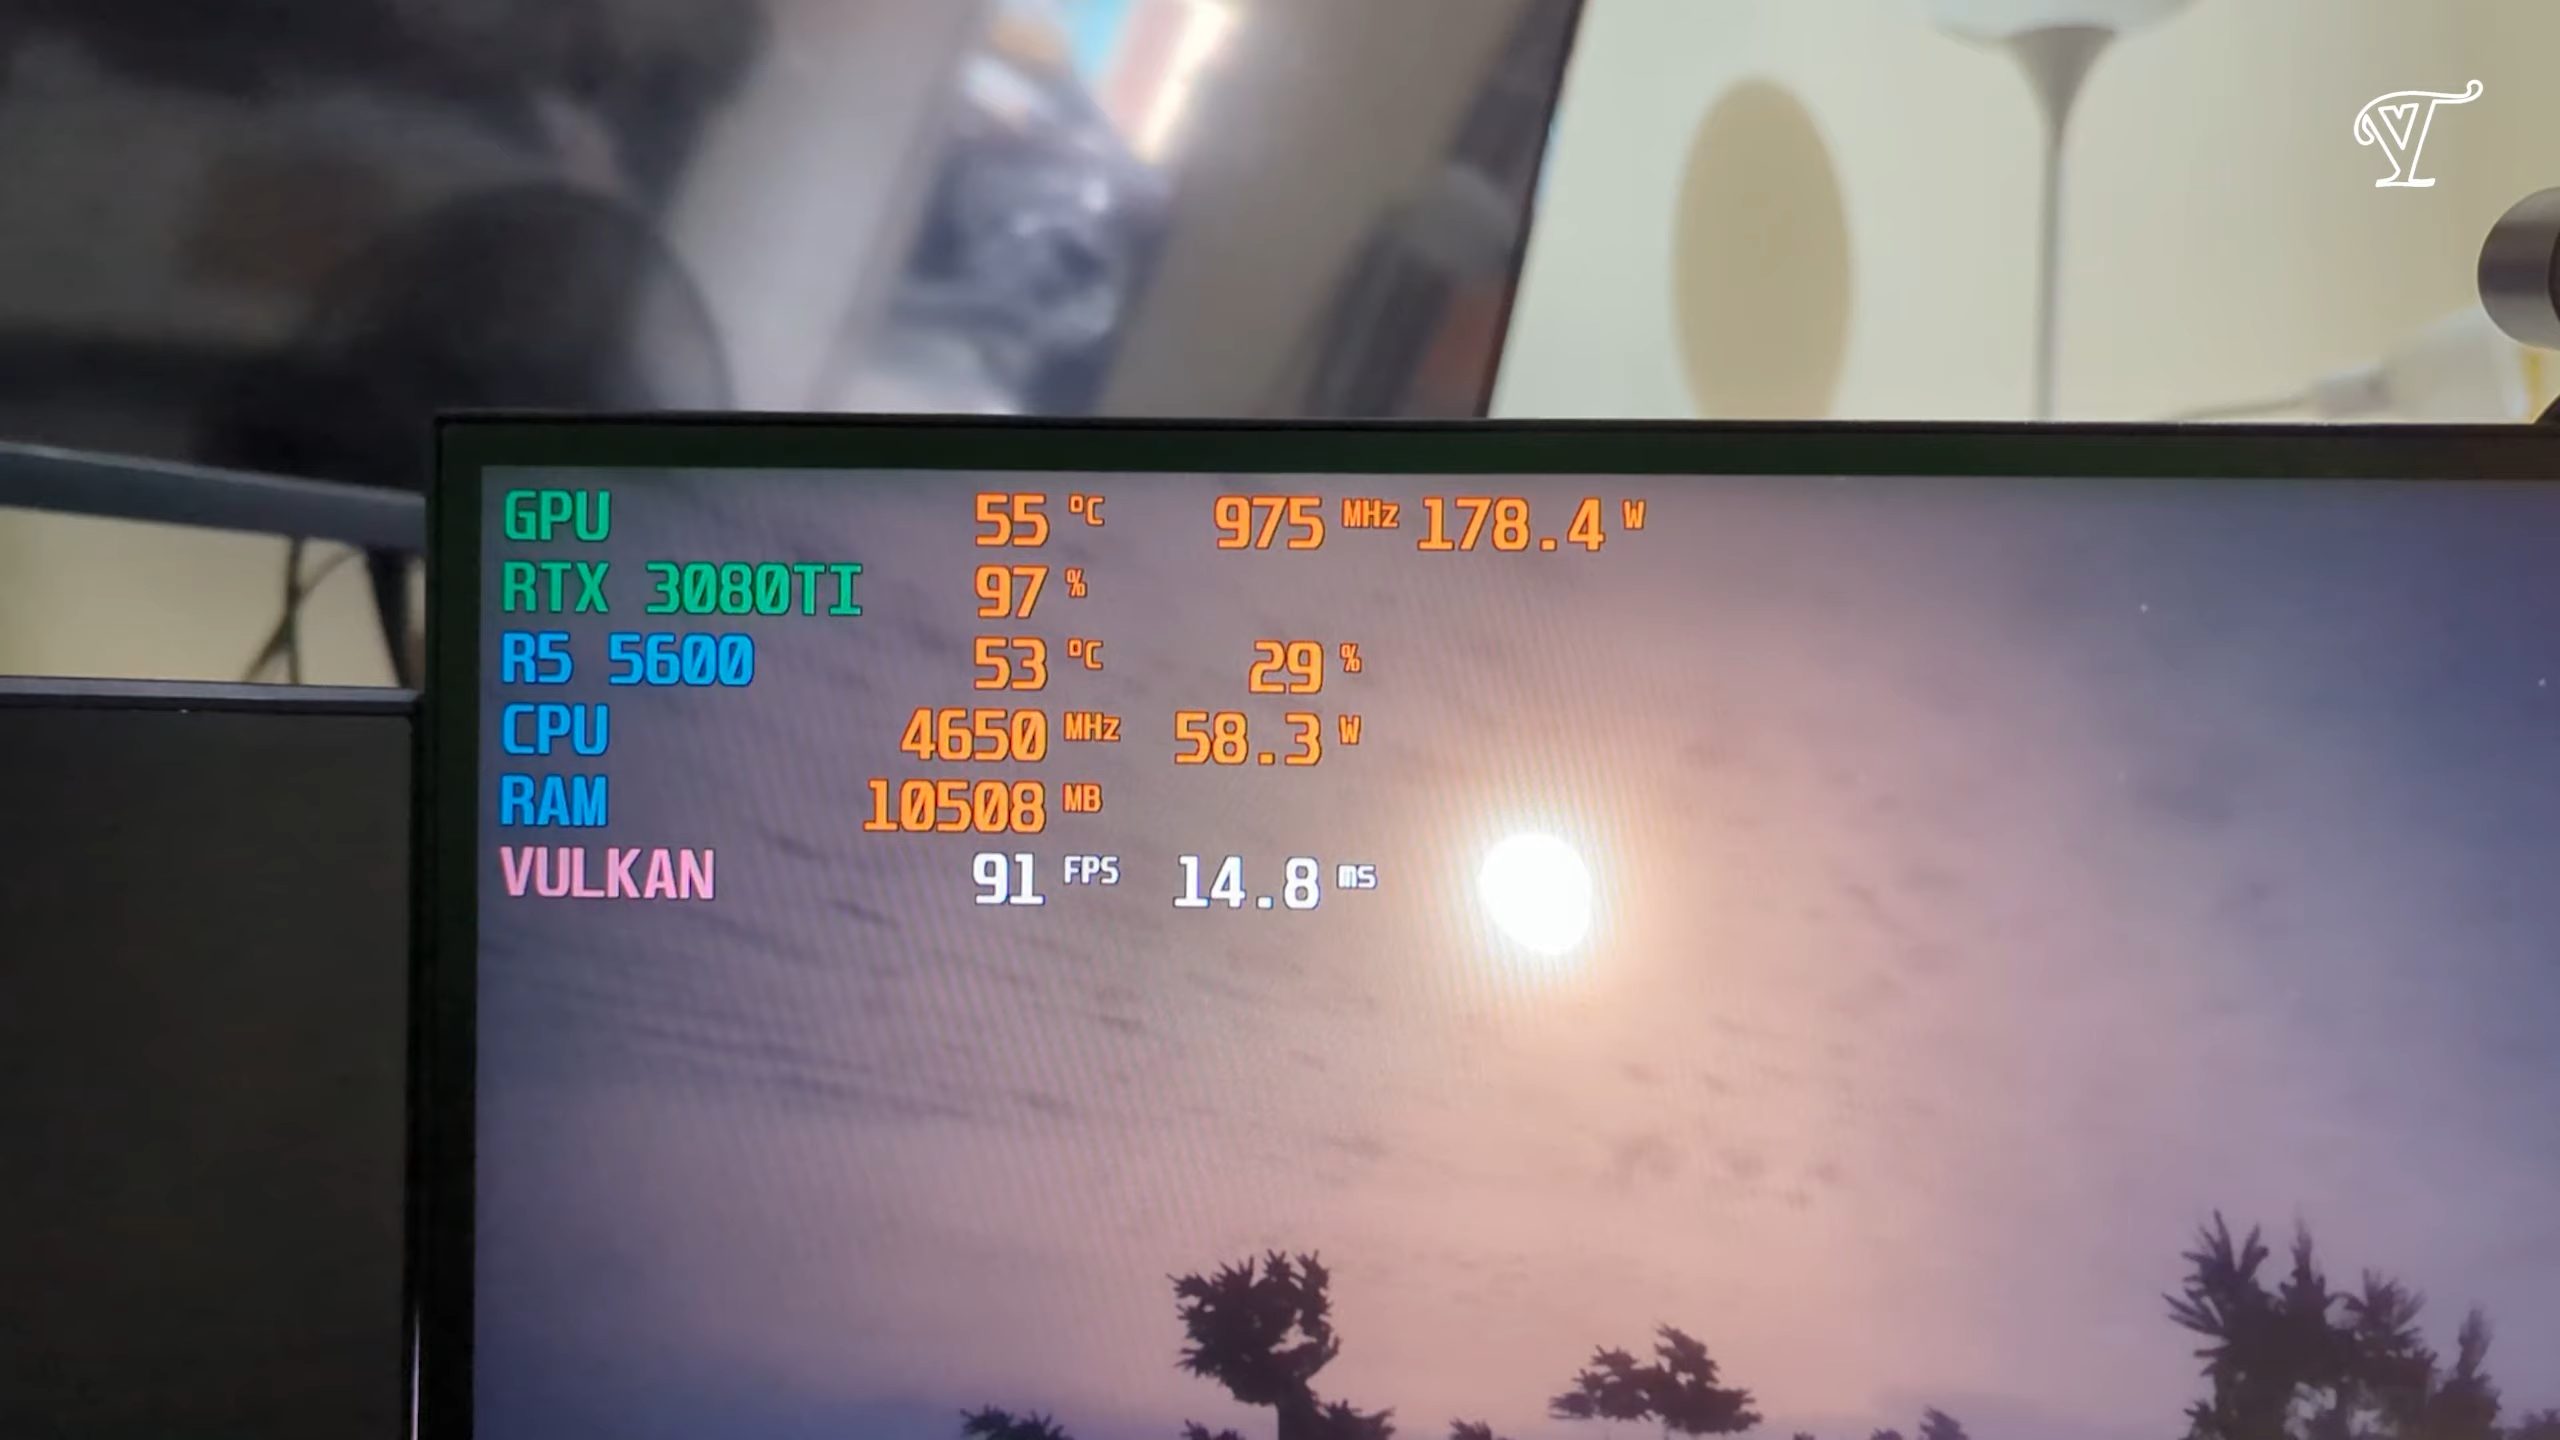 GPU 55 °C 975 MHz 178.4 W
RTX 3080TI 97 %
R5 5600 53 °C 29 %
CPU 4650 MHz 58.3 W
RAM 10508 MB
VULKAN 91 FPS 14.8 ms